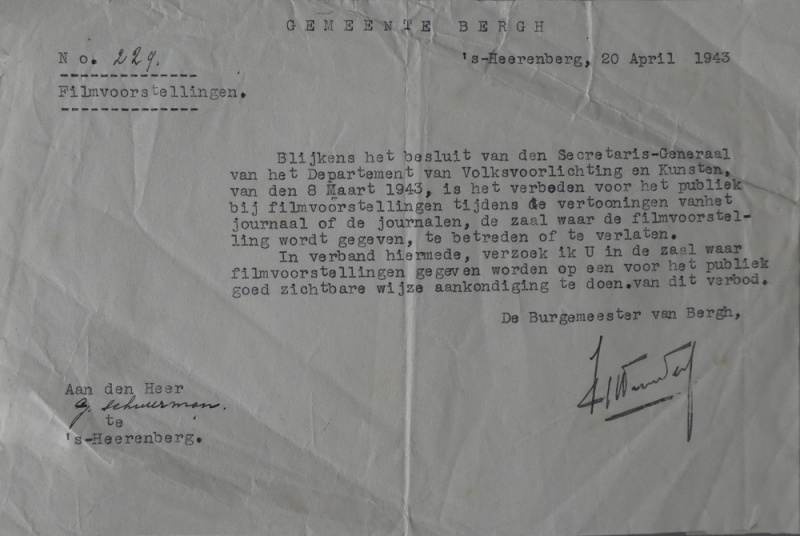 GEMEENTE BERGH
No. 229.
's-Heerenberg, 20 April 1943
Filmvoorstellingen.
Blijkens het besluit van den Secretaris-Generaal
van het Departement van Volksvoorlichting en Kunsten,
van den 8 Maart 1943, is het verbeden voor het publiek
bij filmvoorstellingen tijdens de vertooningen vanhet
journaal of de journalen, de zaal waar de filmvoorstel-
ling wordt gegeven, te betreden of te verlaten.
In verband hiermede, verzoek ik U in de zaal waar
filmvoorstellingen gegeven worden op een voor het publiek
goed zichtbare wijze aankondiging te doen.van dit verbod.
De Burgemeester van Bergh,
Aan den Heer
te
's-Heerenberg.